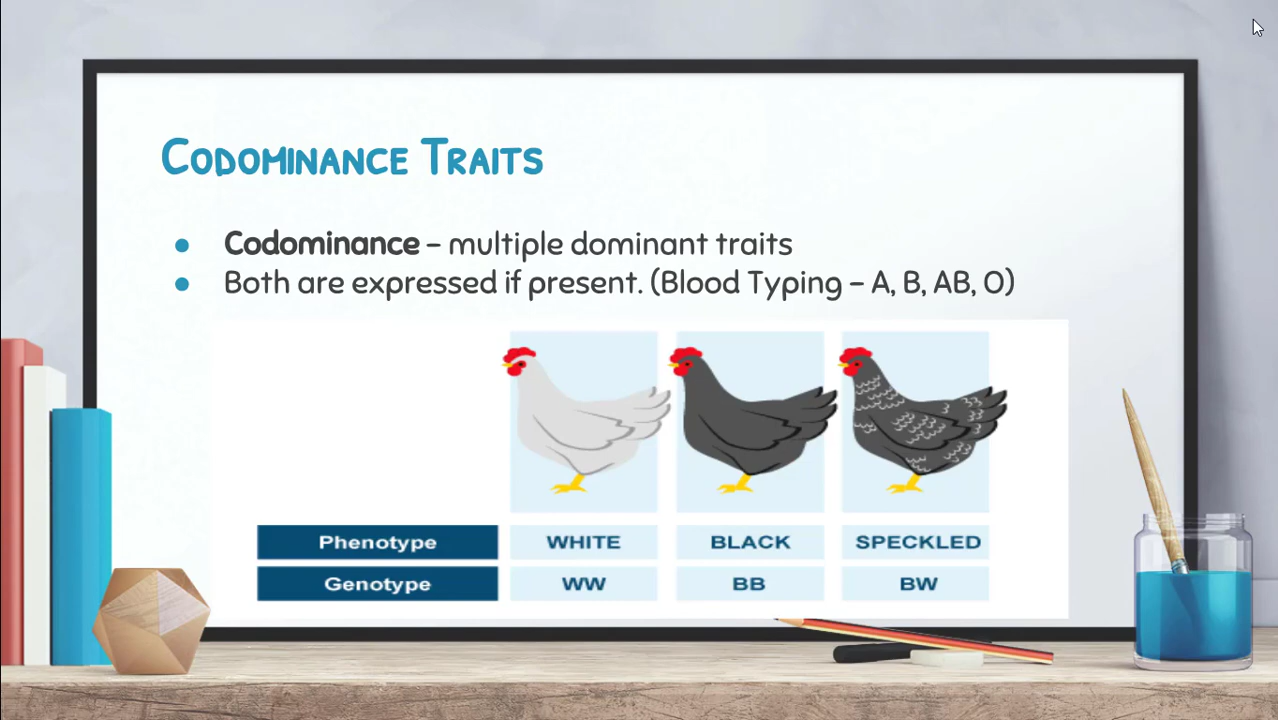 Codominance Traits
Codominance – multiple dominant traits
Both are expressed if present. (Blood Typing – A, B, AB, O)
Phenotype WHITE BLACK SPECKLED
Genotype WW BB BW